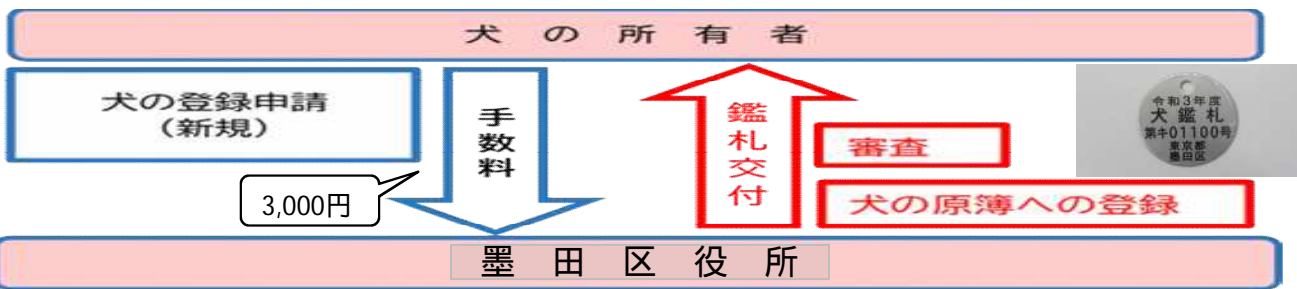 犬の所有者
犬の登録申請
（新規）
手数料
3,000円
鑑札交付
審査
犬の原簿への登録
令和3年度
犬鑑札
第キ01100号
東京都
墨田区
墨田区役所